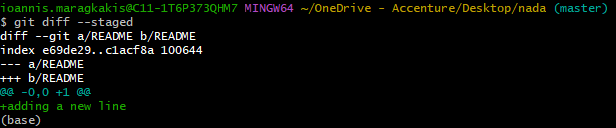 ioannis.maragkakis@C11-1T6P373QHM7 MINGW64 ~/OneDrive - Accenture/Desktop/nada (master)
$ git diff --staged
diff --git a/README b/README
index e69de29..c1acf8a 100644
--- a/README
+++ b/README
@@ -0,0 +1 @@
+adding a new line
(base)